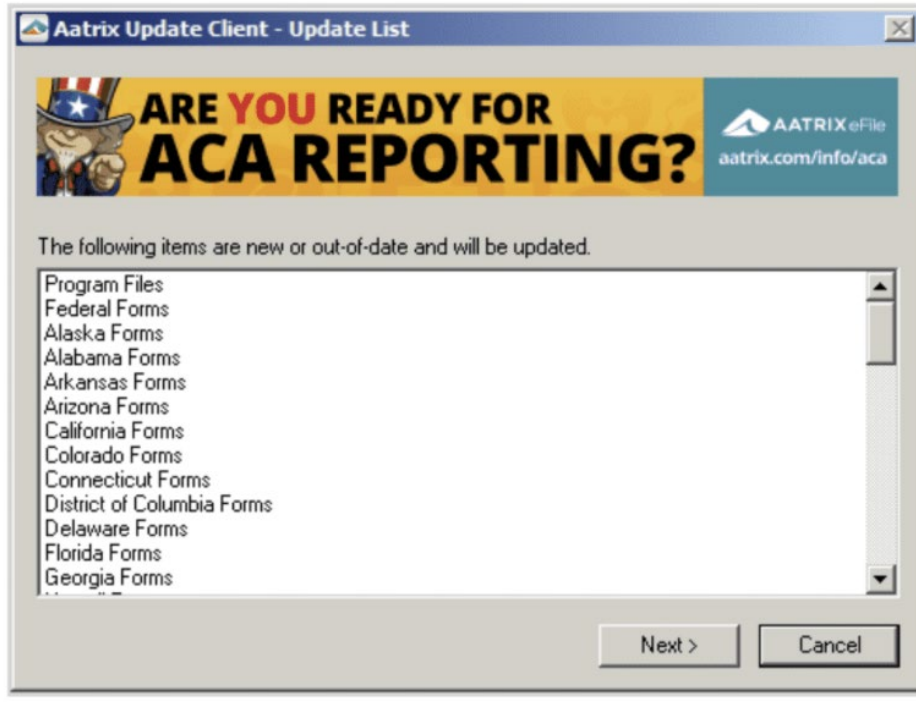 Aatrix Update Client - Update List
ARE YOU READY FOR
ACA REPORTING?
AATRIX eFile
aatrix.com/info/aca
The following items are new or out-of-date and will be updated.
Program Files
Federal Forms
Alaska Forms
Alabama Forms
Arkansas Forms
Arizona Forms
California Forms
Colorado Forms
Connecticut Forms
District of Columbia Forms
Delaware Forms
Florida Forms
Georgia Forms
Next >
Cancel